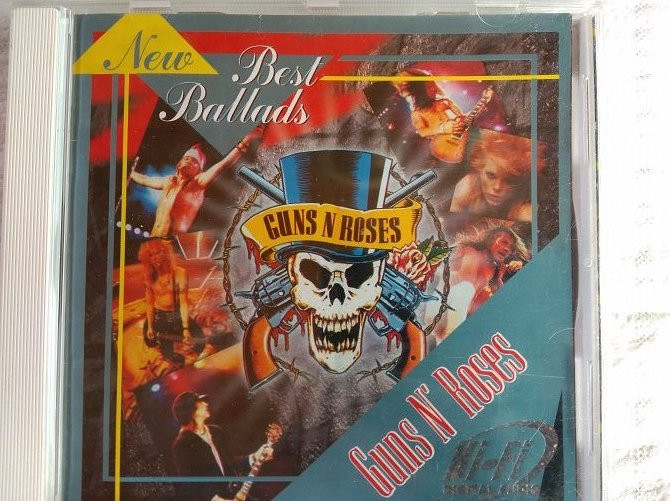 New
Best
Ballads
GUNS N ROSES
GUNS N' ROSES
Hi-Fi